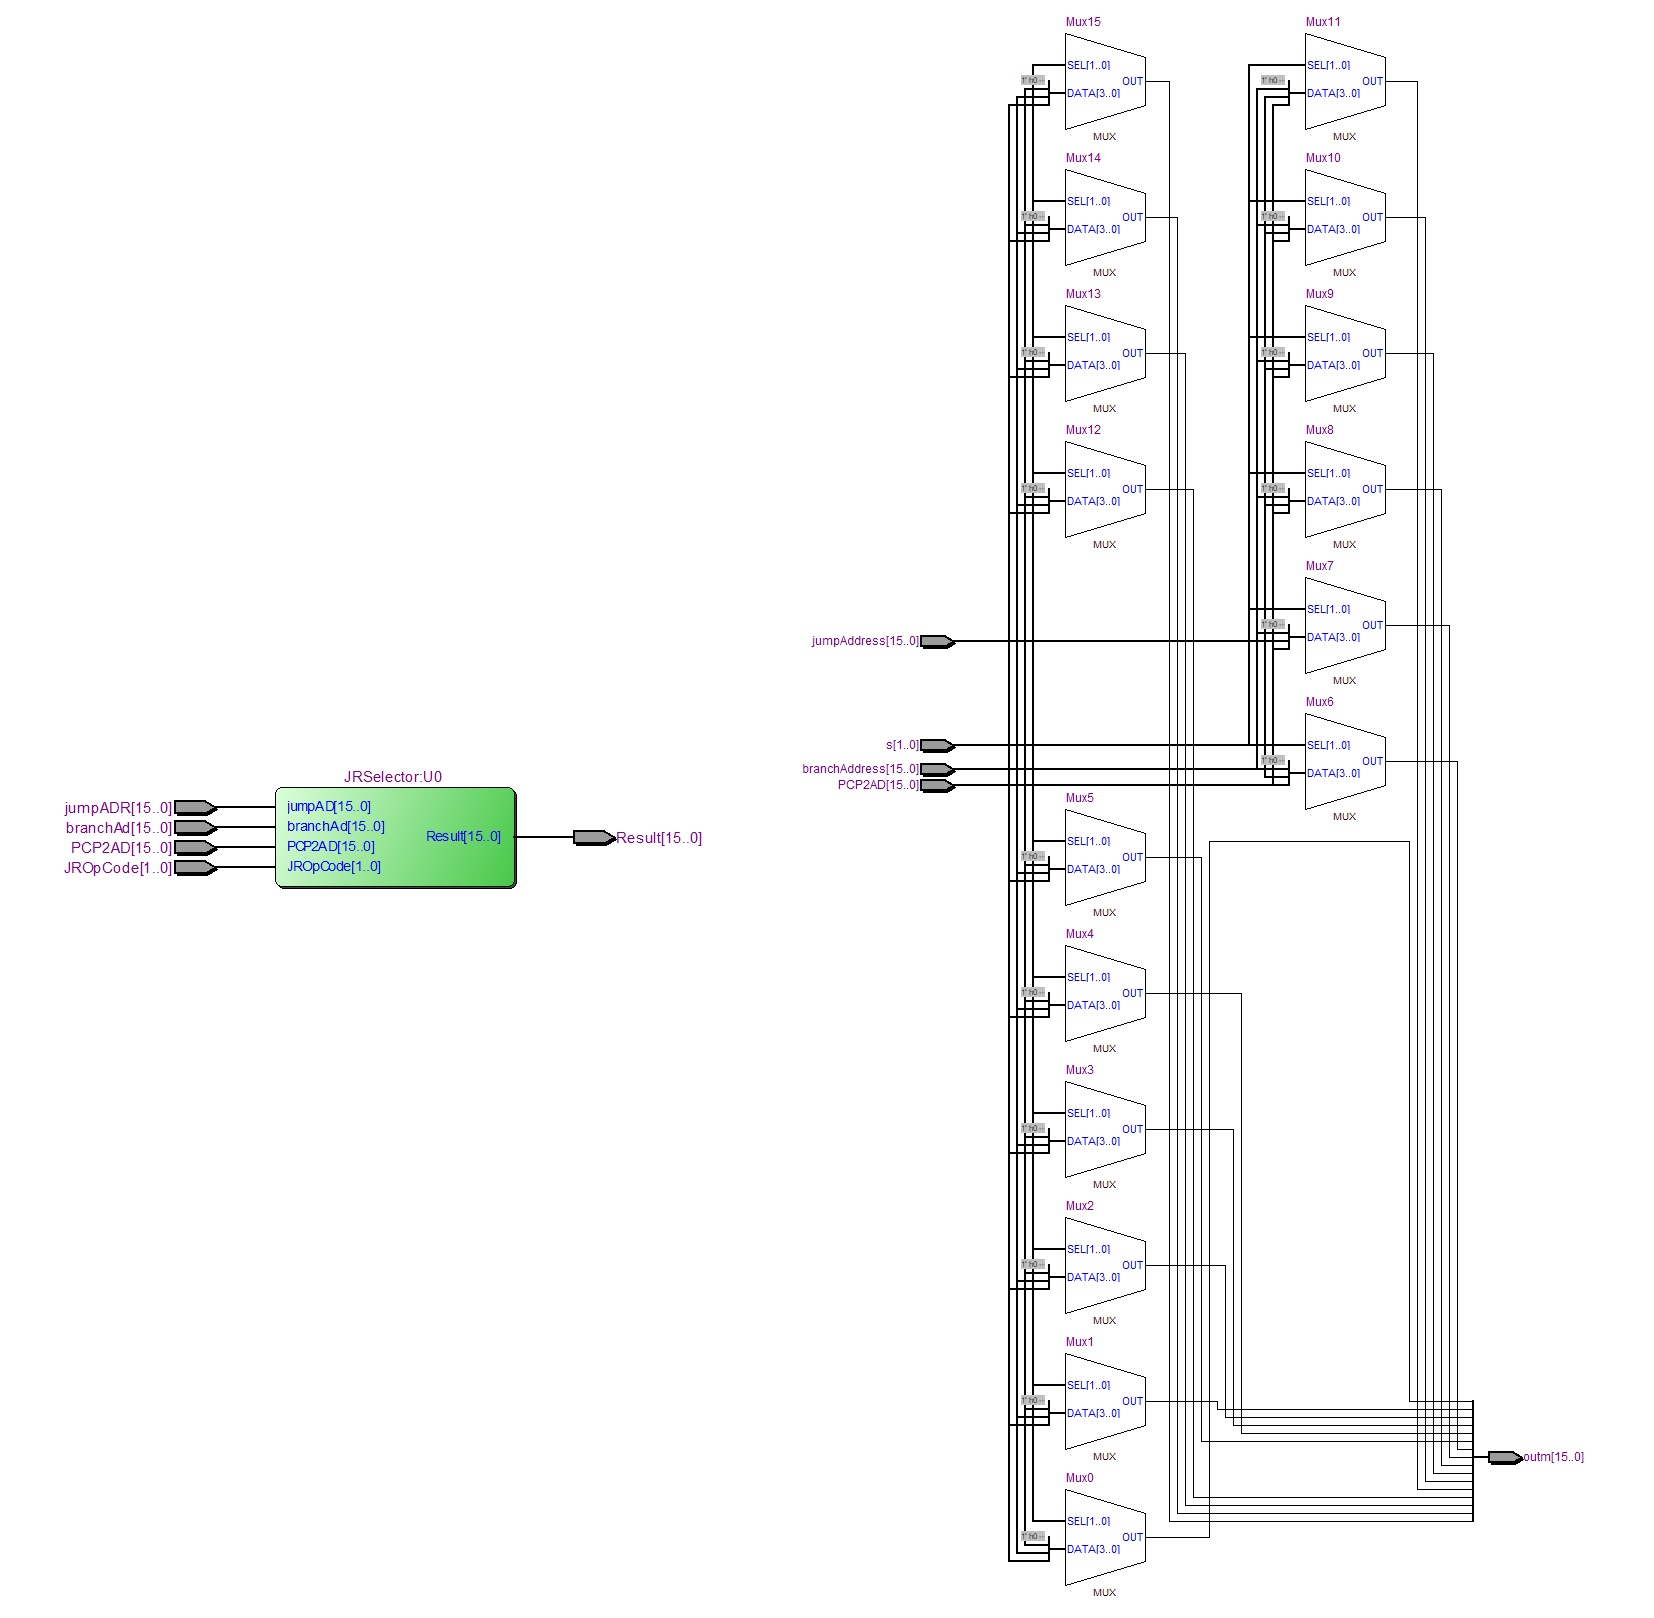 JRSelector:U0
jumpADR[15..0]
branchAd[15..0]
PCP2AD[15..0]
JROpCode[1..0]
jumpAD[15..0]
branchAd[15..0]
PCP2AD[15..0]
JROpCode[1..0]
Result[15..0]
Result[15..0]
jumpAddress[15..0]
s[1..0]
branchAddress[15..0]
PCP2AD[15..0]
Mux15
SEL[1..0]
1' h0 --
DATA[3..0]
OUT
MUX
Mux14
SEL[1..0]
1' h0 --
DATA[3..0]
OUT
MUX
Mux13
SEL[1..0]
1' h0 --
DATA[3..0]
OUT
MUX
Mux12
SEL[1..0]
1' h0 --
DATA[3..0]
OUT
MUX
Mux5
SEL[1..0]
1' h0 --
DATA[3..0]
OUT
MUX
Mux4
SEL[1..0]
1' h0 --
DATA[3..0]
OUT
MUX
Mux3
SEL[1..0]
1' h0 --
DATA[3..0]
OUT
MUX
Mux2
SEL[1..0]
1' h0 --
DATA[3..0]
OUT
MUX
Mux1
SEL[1..0]
1' h0 --
DATA[3..0]
OUT
MUX
Mux0
SEL[1..0]
1' h0 --
DATA[3..0]
OUT
MUX
Mux11
SEL[1..0]
1' h0 --
DATA[3..0]
OUT
MUX
Mux10
SEL[1..0]
1' h0 --
DATA[3..0]
OUT
MUX
Mux9
SEL[1..0]
1' h0 --
DATA[3..0]
OUT
MUX
Mux8
SEL[1..0]
1' h0 --
DATA[3..0]
OUT
MUX
Mux7
SEL[1..0]
1' h0 --
DATA[3..0]
OUT
MUX
Mux6
SEL[1..0]
1' h0 --
DATA[3..0]
OUT
MUX
outm[15..0]